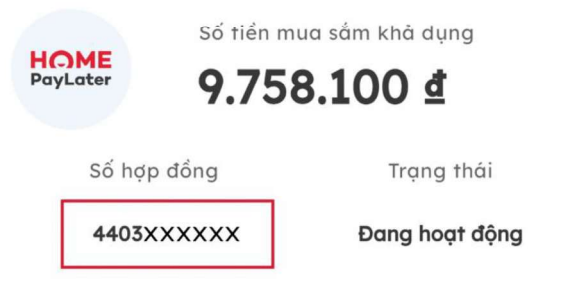 Số tiền mua sắm khả dụng
HOME
PayLater
9.758.100 ₫
Số hợp đồng
Trạng thái
4403XXXXXX
Đang hoạt động